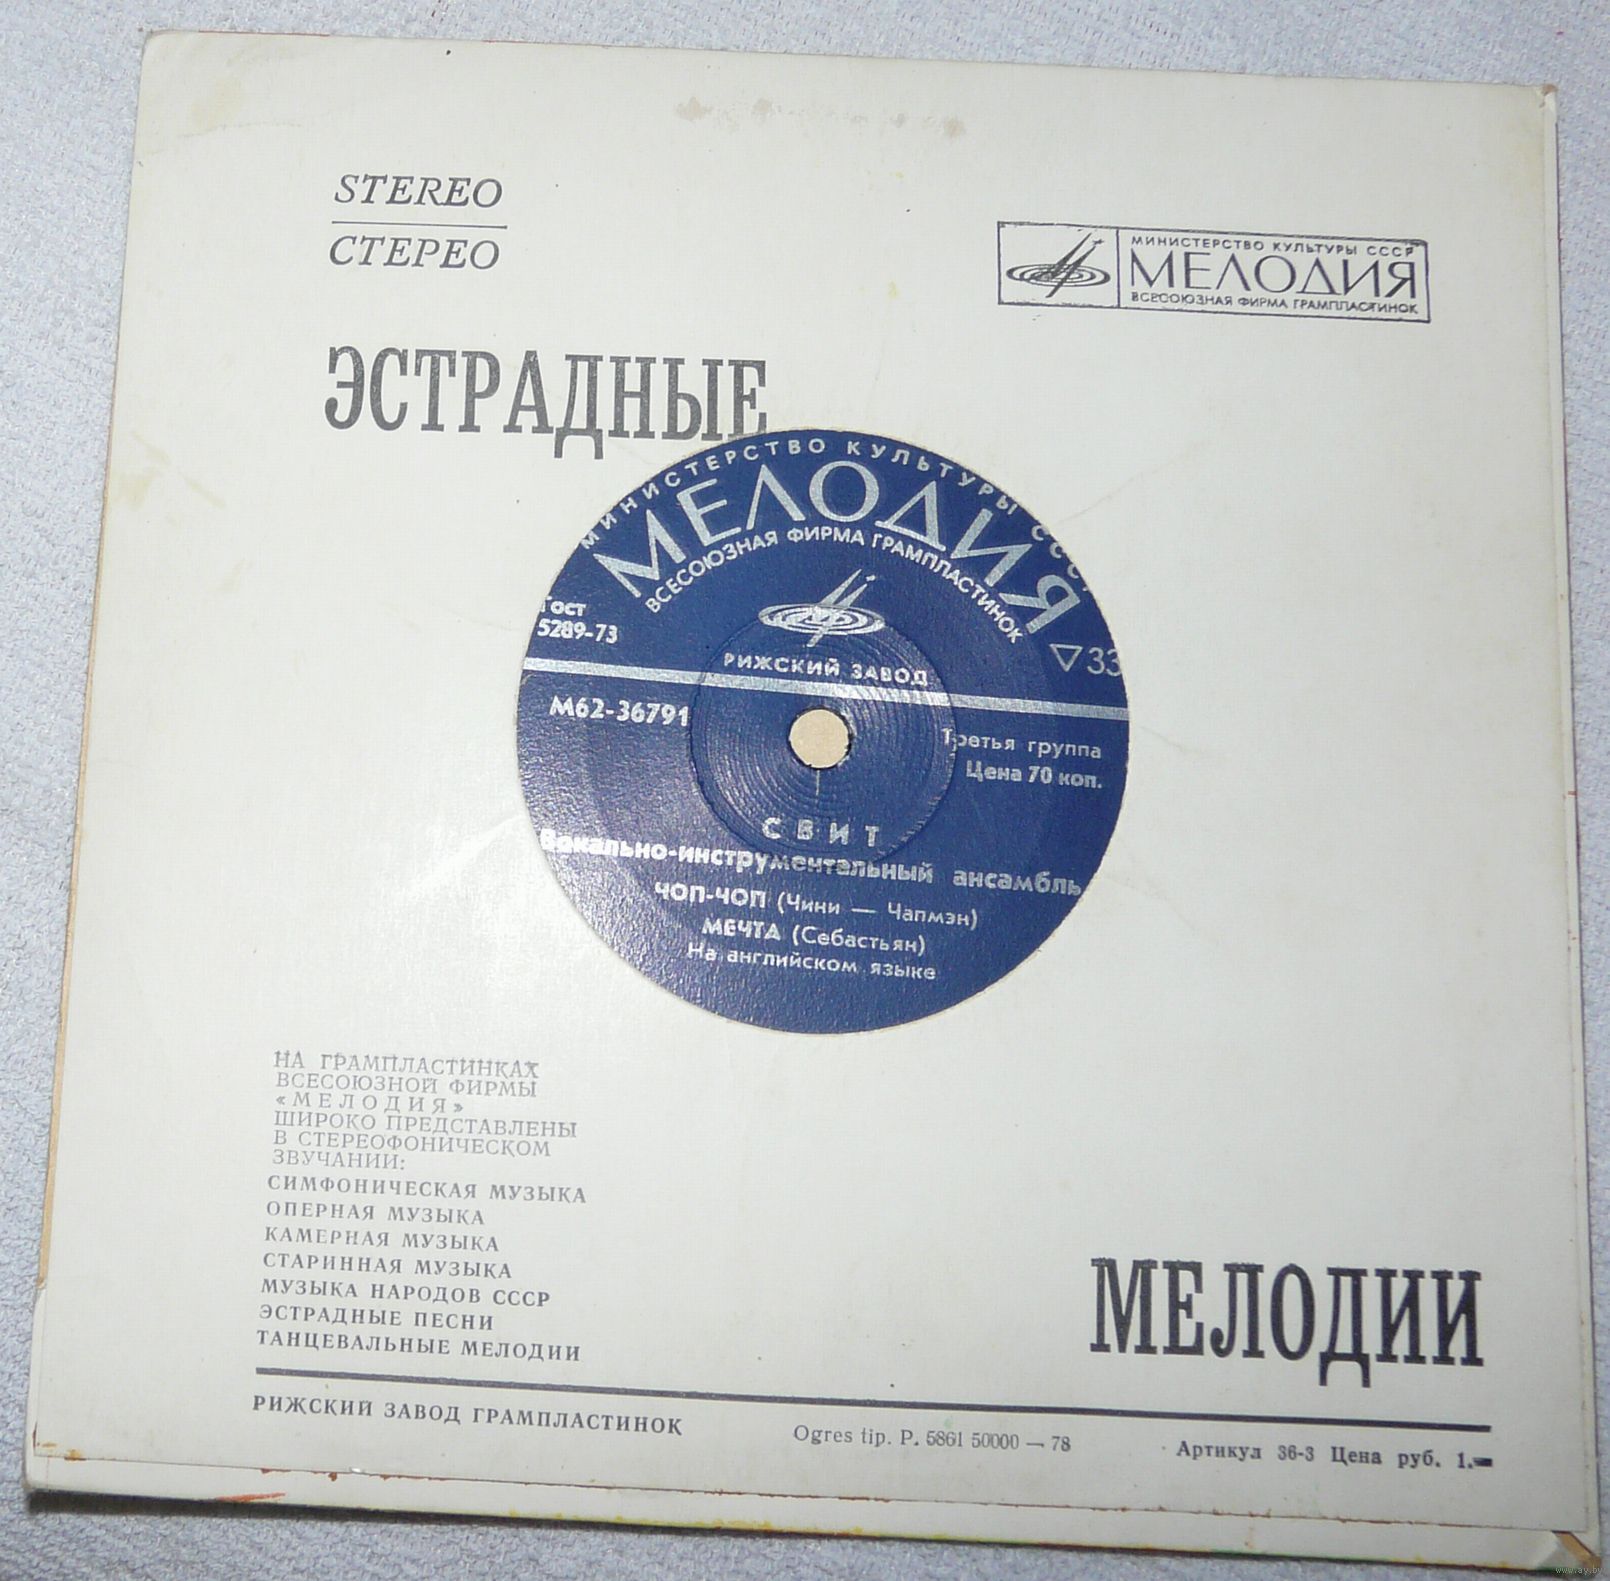 STEREO
СТЕРЕО
МИНИСТЕРСТВО КУЛЬТУРЫ СССР
МЕЛОДИЯ
ВСЕСОЮЗНАЯ ФИРМА ГРАМПЛАСТИНОК
ЭСТРАДНЫЕ
МИНИСТЕРСТВО КУЛЬТУРЫ СССР
МЕЛОДИЯ
ВСЕСОЮЗНАЯ ФИРМА ГРАМПЛАСТИНОК
Гост
5289-73
▽33
РИЖСКИЙ ЗАВОД
М62-36791
Третья группа
Цена 70 коп.
СВИТ
Вокально-инструментальный ансамбль
ЧОП-ЧОП (Чини — Чапмэн)
МЕЧТА (Себастьян)
На английском языке
НА ГРАМПЛАСТИНКАХ
ВСЕСОЮЗНОЙ ФИРМЫ
«МЕЛОДИЯ»
ШИРОКО ПРЕДСТАВЛЕНЫ
В СТЕРЕОФОНИЧЕСКОМ
ЗВУЧАНИИ:
СИМФОНИЧЕСКАЯ МУЗЫКА
ОПЕРНАЯ МУЗЫКА
КАМЕРНАЯ МУЗЫКА
СТАРИННАЯ МУЗЫКА
МУЗЫКА НАРОДОВ СССР
ЭСТРАДНЫЕ ПЕСНИ
ТАНЦЕВАЛЬНЫЕ МЕЛОДИИ
МЕЛОДИИ
РИЖСКИЙ ЗАВОД ГРАМПЛАСТИНОК
Ogres tip. P. 5861 50000 — 78
Артикул 36-3 Цена руб. 1.—
www.ay.by